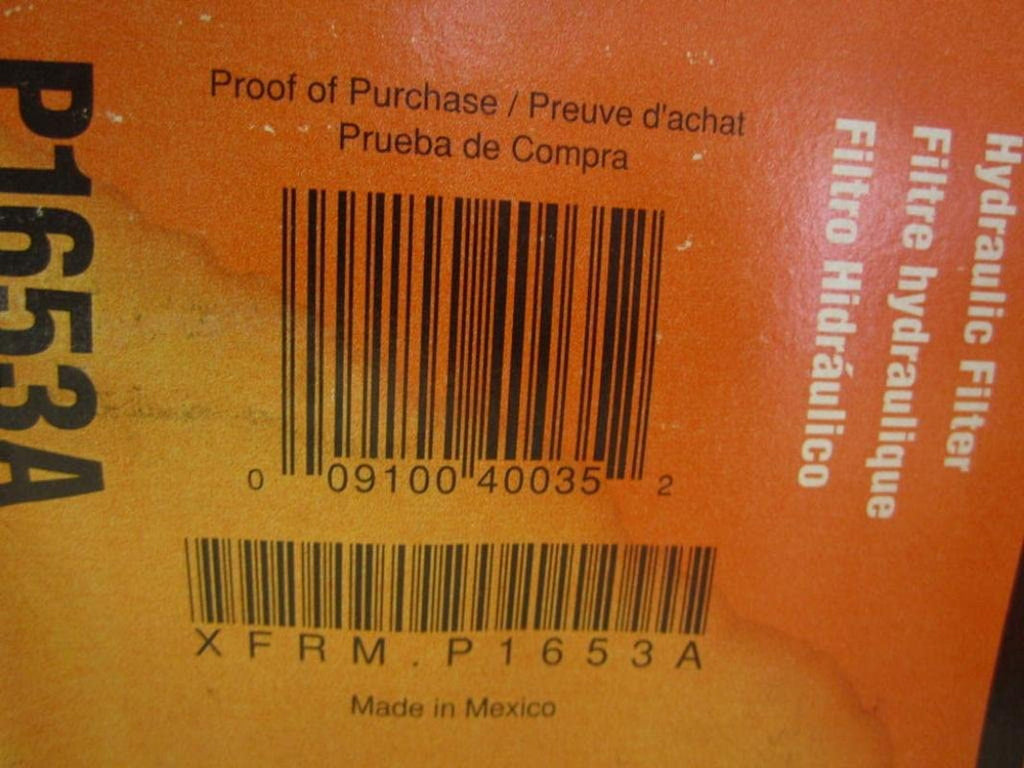 P1653A
Proof of Purchase / Preuve d'achat
Prueba de Compra
0 09100 40035 2
XFRM.P1653A
Made in Mexico
Hydraulic Filter
Filtre hydraulique
Filtro Hidráulico